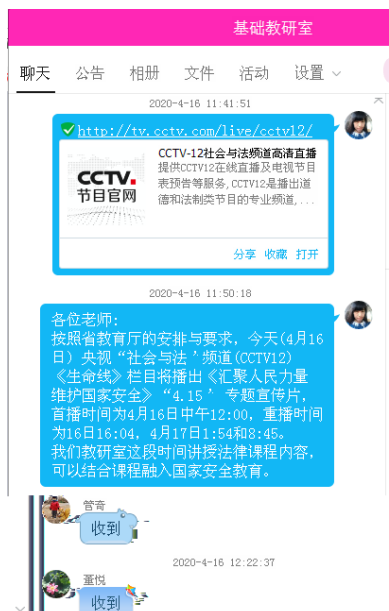 基础教研室
聊天 公告 相册 文件 活动 设置
2020-4-16 11:41:51
http://tv.cctv.com/live/cctv12/
CCTV-12社会与法频道高清直播
提供CCTV12在线直播及电视节目
表预告等服务,CCTV12是播出道
德和法制类节目的专业频道,...
CCTV.
节目官网
分享 收藏 打开
2020-4-16 11:50:18
各位老师:
按照省教育厅的安排与要求，今天(4月16
日）央视“社会与法’频道(CCTV12)
《生命线》栏目将播出《汇聚人民力量
维护国家安全》“4.15 ’ 专题宣传片，
首播时间为4月16日中午12:00，重播时间
为16日16:04，4月17日1:54和8:45。
我们教研室这段时间讲授法律课程内容，
可以结合课程融入国家安全教育。
管奇
收到
2020-4-16 12:22:37
董悦
收到